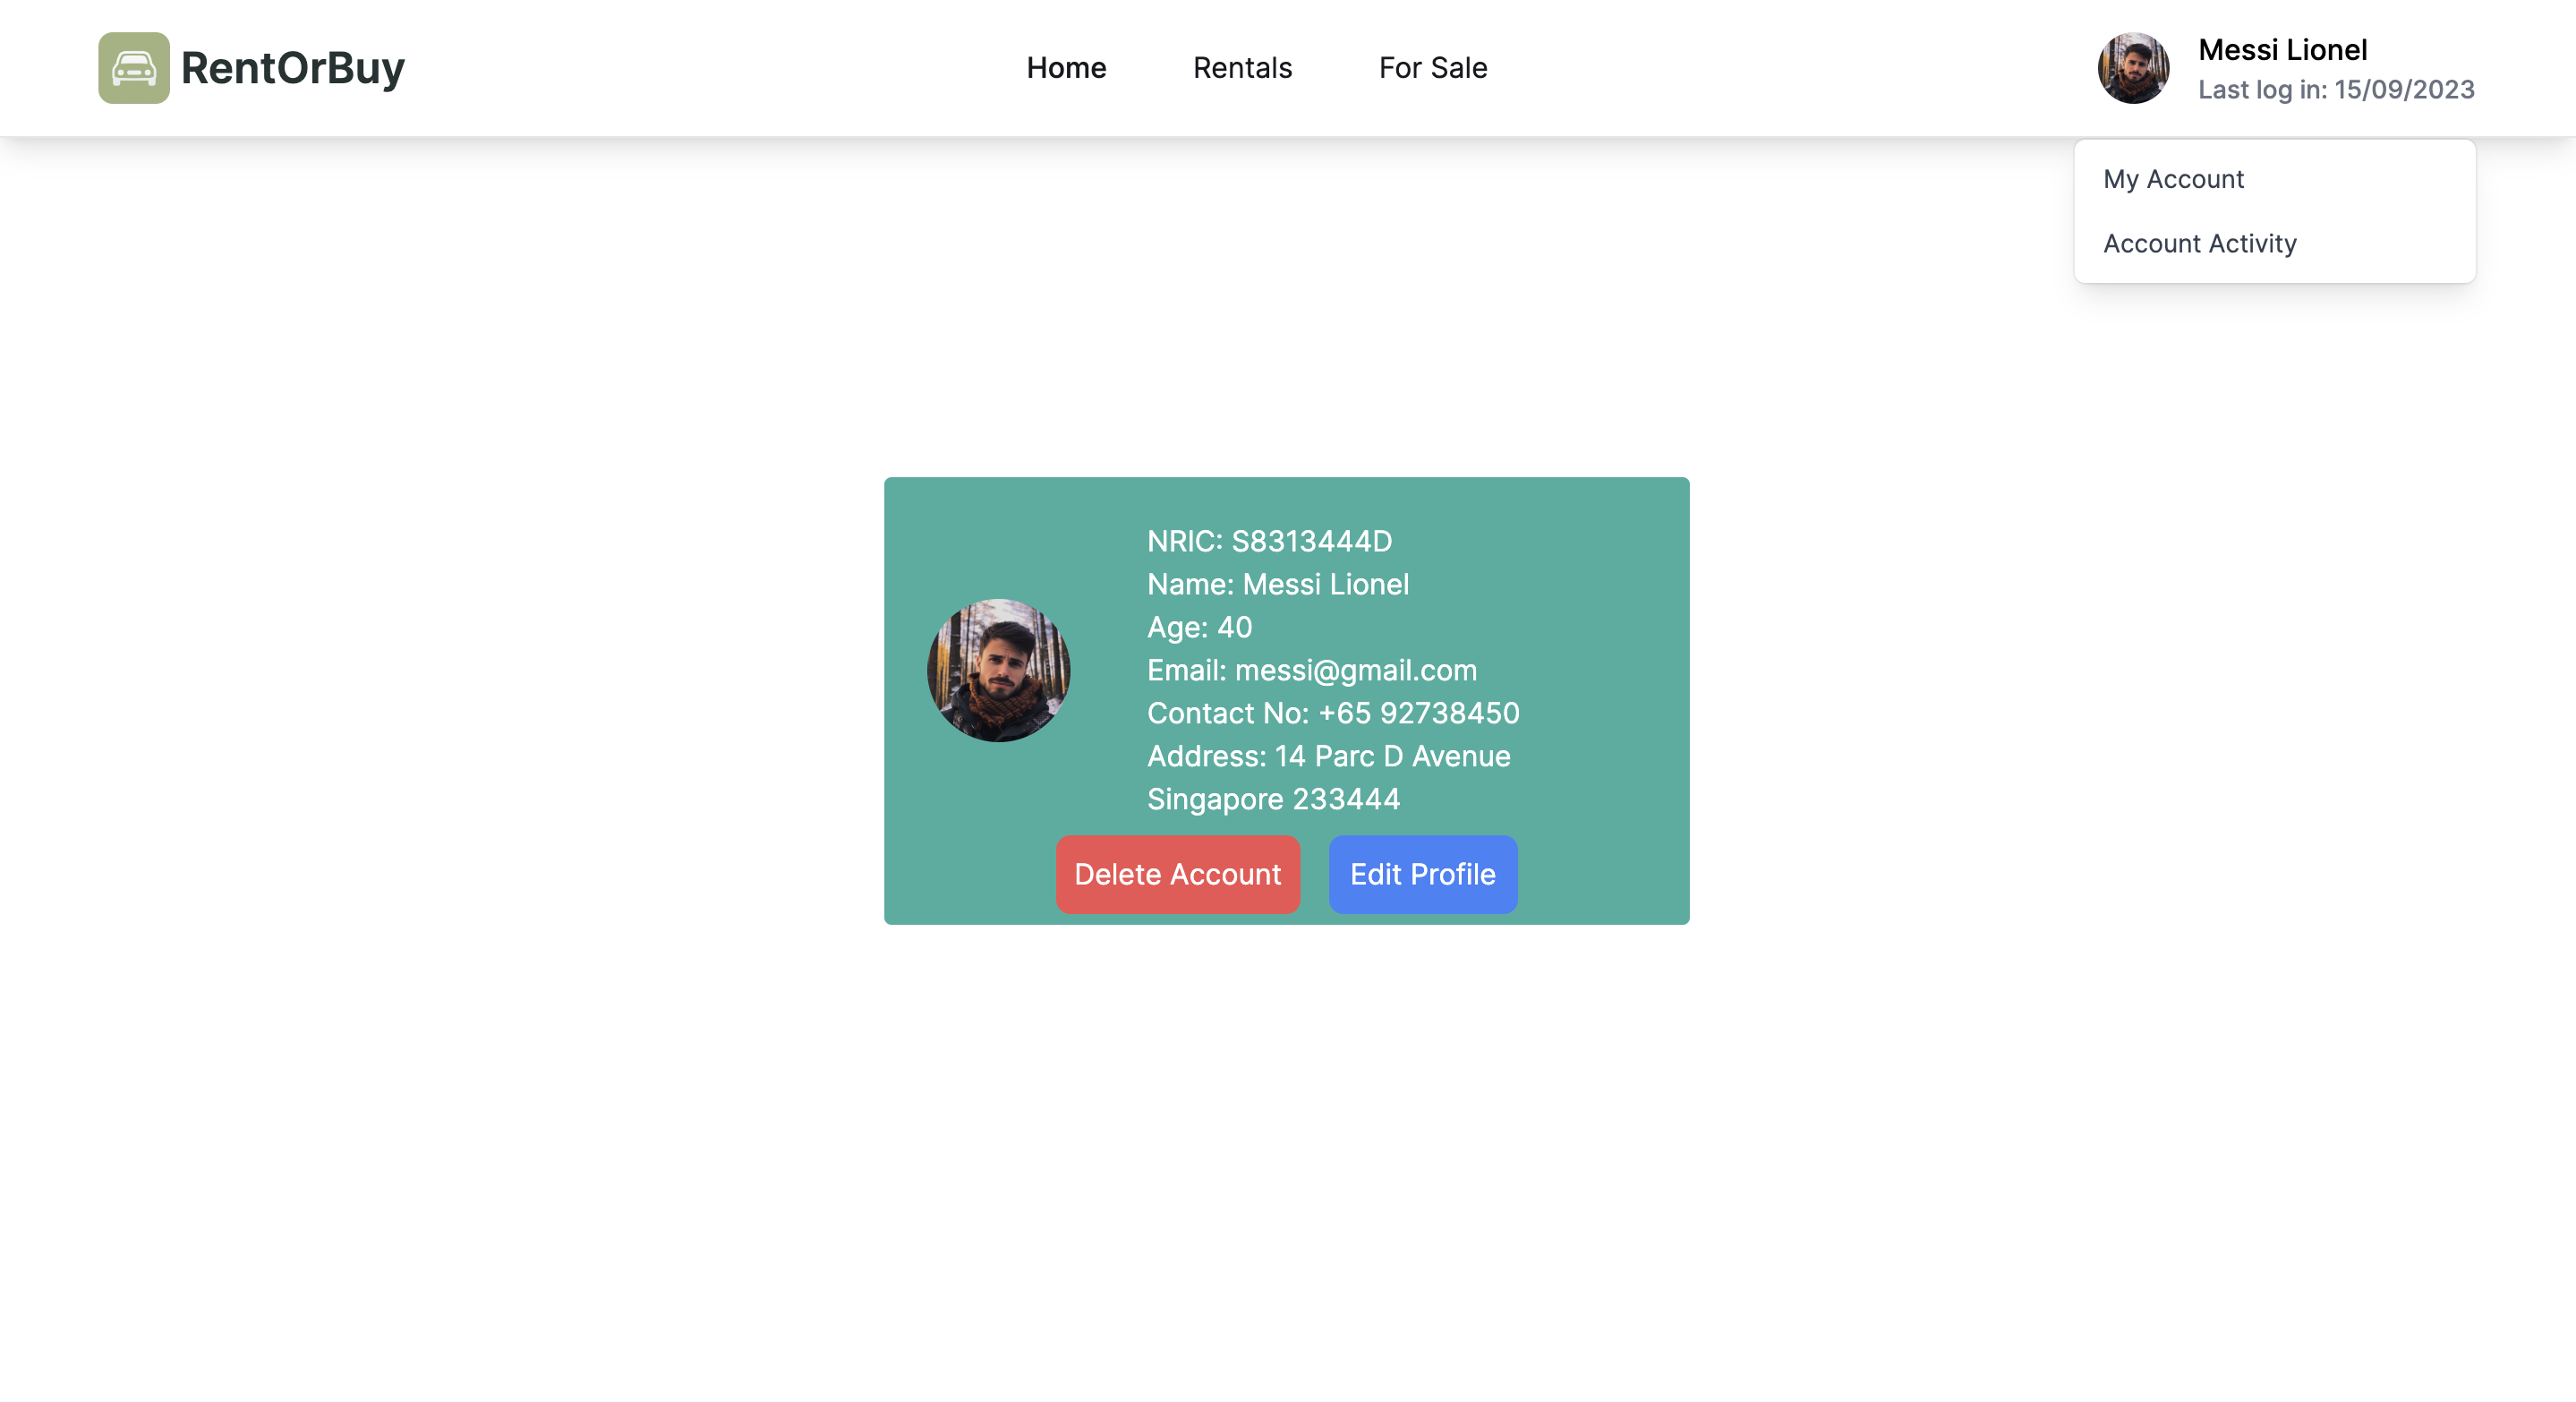 RentOrBuy
Home
Rentals
For Sale
Messi Lionel
Last log in: 15/09/2023
My Account
Account Activity
NRIC: S8313444D
Name: Messi Lionel
Age: 40
Email: messi@gmail.com
Contact No: +65 92738450
Address: 14 Parc D Avenue
Singapore 233444
Delete Account
Edit Profile